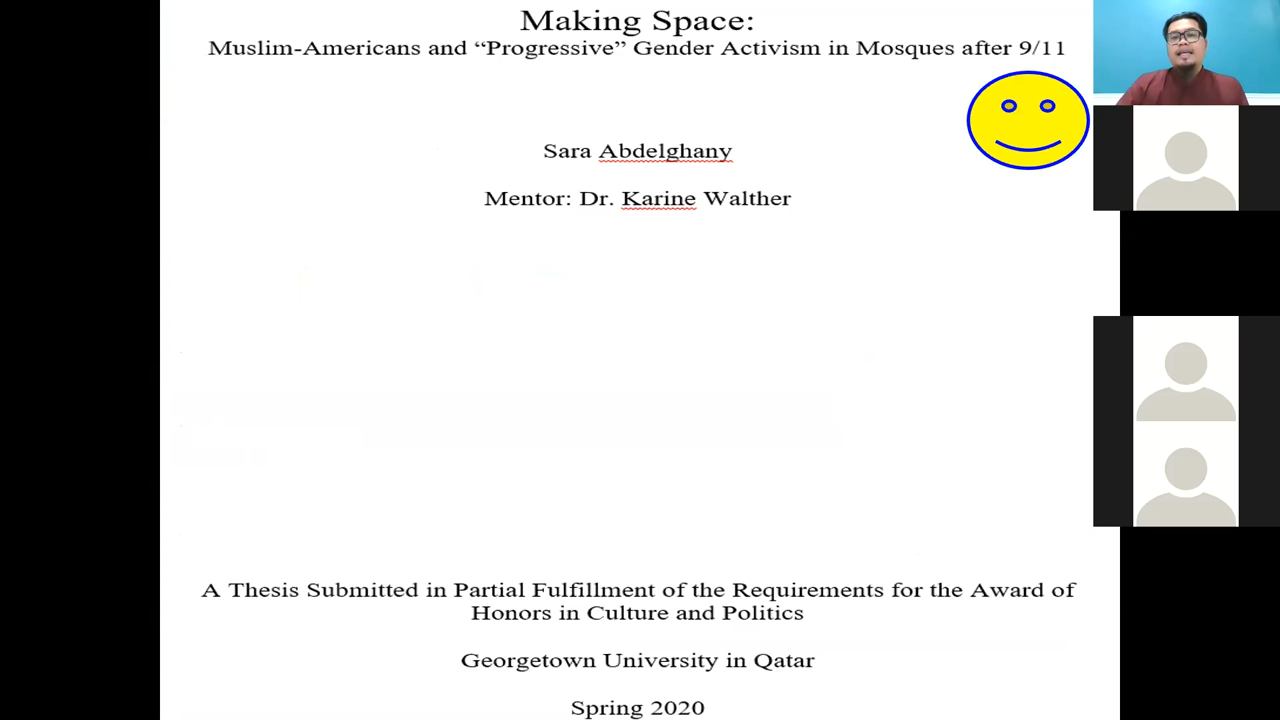 Making Space:
Muslim-Americans and “Progressive” Gender Activism in Mosques after 9/11
Sara Abdelghany
Mentor: Dr. Karine Walther
A Thesis Submitted in Partial Fulfillment of the Requirements for the Award of
Honors in Culture and Politics
Georgetown University in Qatar
Spring 2020